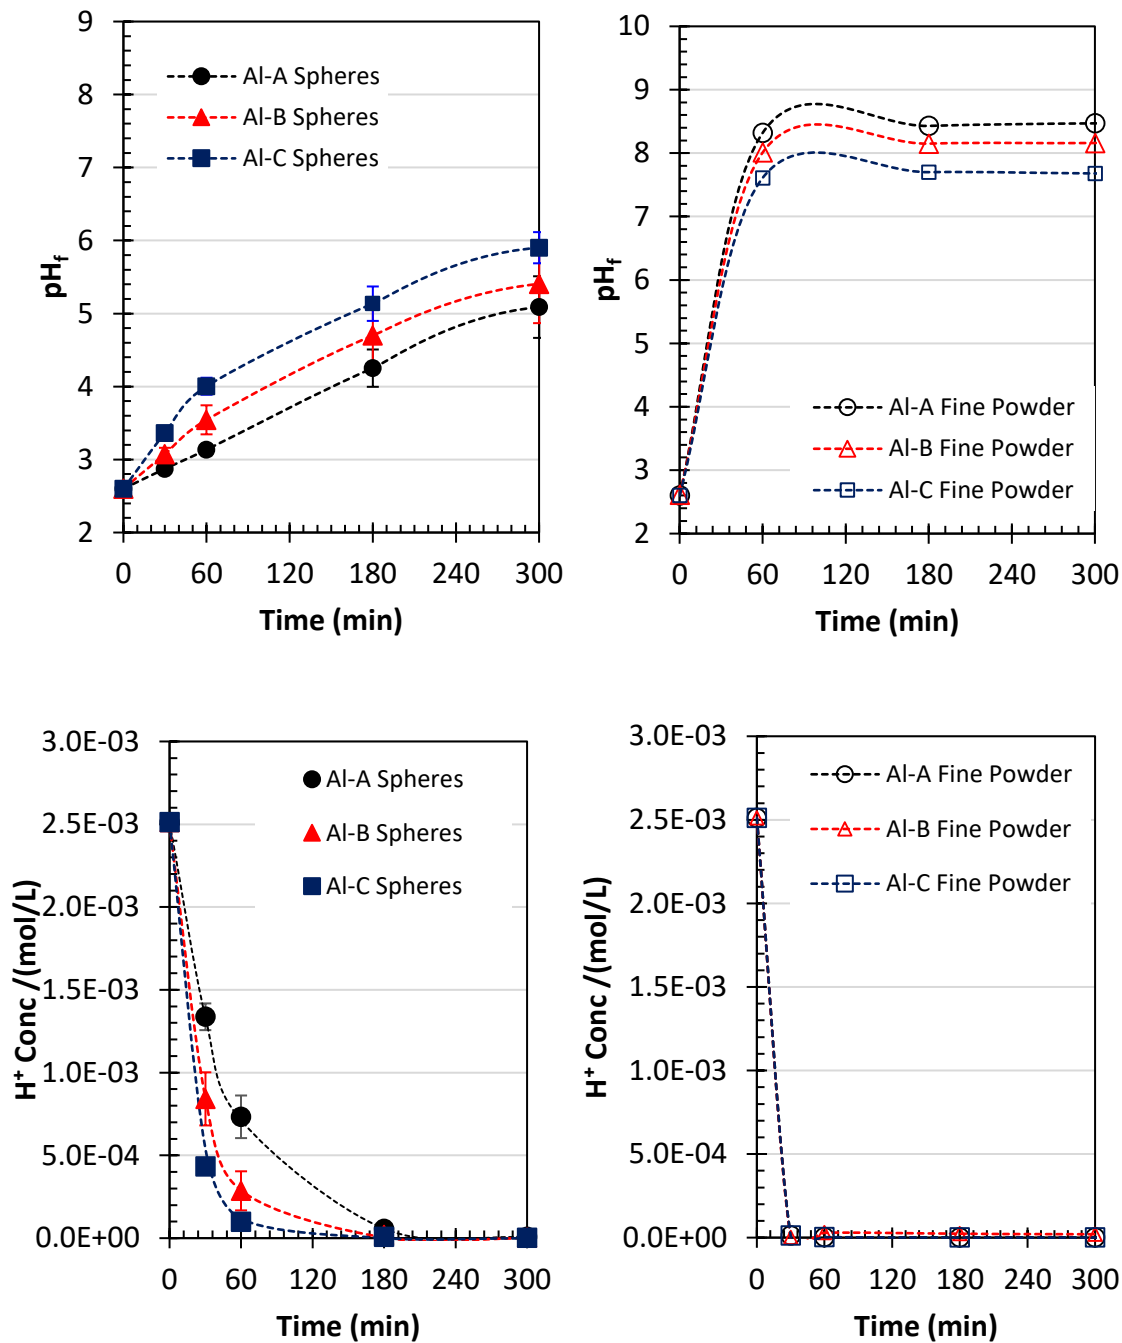 9
8
7
6
5
4
3
2
pHf
Al-A Spheres
Al-B Spheres
Al-C Spheres
0 60 120 180 240 300
Time (min)
10
9
8
7
6
5
4
3
2
pHf
Al-A Fine Powder
Al-B Fine Powder
Al-C Fine Powder
0 60 120 180 240 300
Time (min)
3.0E-03
2.5E-03
2.0E-03
1.5E-03
1.0E-03
5.0E-04
0.0E+00
H+ Conc /(mol/L)
Al-A Spheres
Al-B Spheres
Al-C Spheres
0 60 120 180 240 300
Time (min)
3.0E-03
2.5E-03
2.0E-03
1.5E-03
1.0E-03
5.0E-04
0.0E+00
H+ Conc /(mol/L)
Al-A Fine Powder
Al-B Fine Powder
Al-C Fine Powder
0 60 120 180 240 300
Time (min)